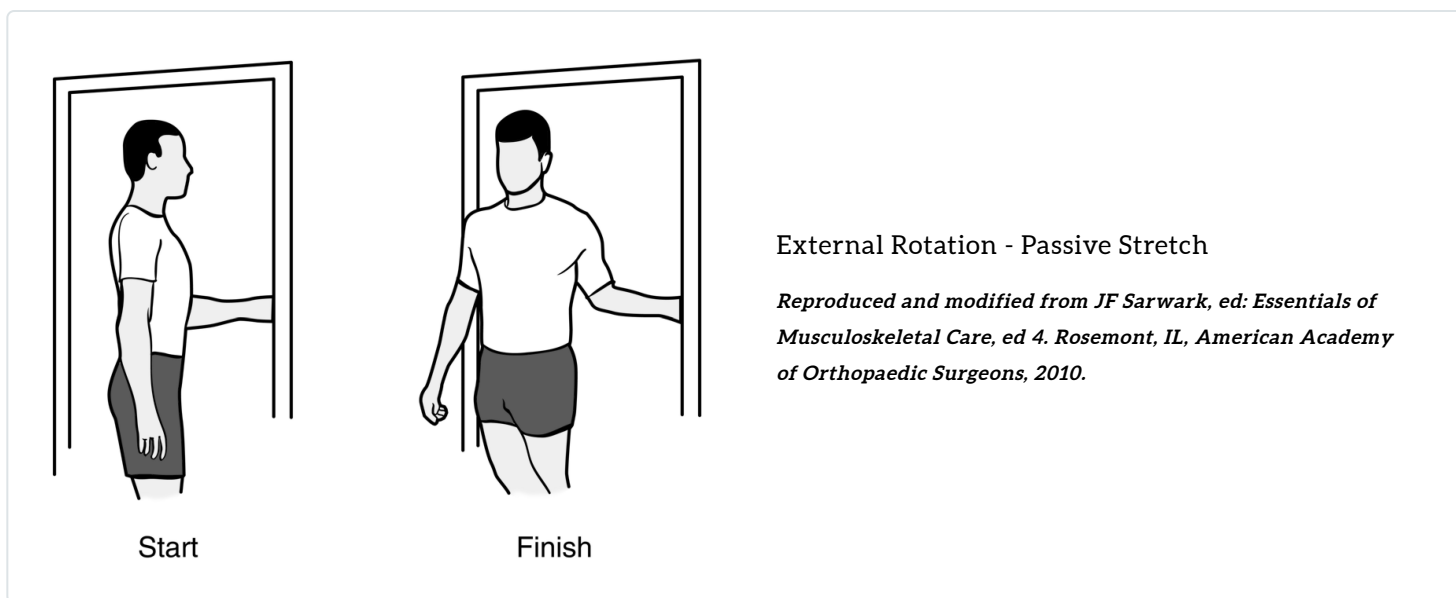 External Rotation - Passive Stretch
Reproduced and modified from JF Sarwark, ed: Essentials of
Musculoskeletal Care, ed 4. Rosemont, IL, American Academy
of Orthopaedic Surgeons, 2010.
Start
Finish